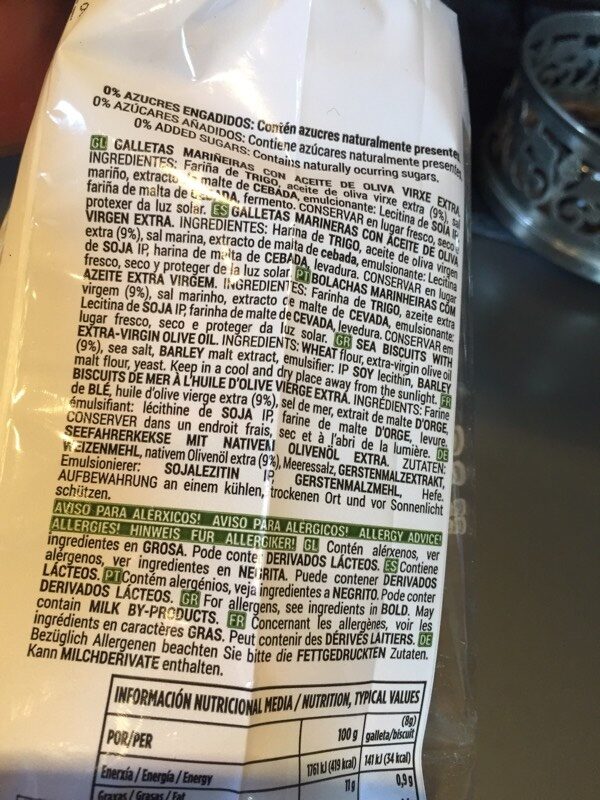 0% AZUCRES ENGADIDOS: Contén azucres naturalmente presentes
0% AZÚCARES AÑADIDOS: Contiene azúcares naturalmente presentes
0% ADDED SUGARS: Contains naturally ocurring sugars.
GL GALLETAS MARIÑEIRAS CON ACEITE DE OLIVA VIRXE EXTRA
INGREDIENTES: Fariña de TRIGO, aceite de oliva virxe extra (9%), sal
mariño, extracto de malte de CEBADA, emulcionante: Lecitina de SOIA IP,
fariña de malta de CEBADA, fermento. CONSERVAR en lugar fresco, seco e
protexer da luz solar. ES GALLETAS MARINERAS CON ACEITE DE OLIVA
VIRGEN EXTRA. INGREDIENTES: Harina de TRIGO, aceite de oliva virgen
extra (9%), sal marina, extracto de malta de cebada, emulsionante: Lecitina
de SOJA IP, harina de malta de CEBADA, levadura. CONSERVAR en lugar
fresco, seco y proteger de la luz solar. PT BOLACHAS MARINHEIRAS COM
AZEITE EXTRA VIRGEM. INGREDIENTES: Farinha de TRIGO, azeite extra
virgem (9%), sal marinho, extracto de malte de CEVADA, emulsionante:
Lecitina de SOJA IP, farinha de malte de CEVADA, levedura. CONSERVAR em
lugar fresco, seco e proteger da luz solar. GR SEA BISCUITS WITH
EXTRA-VIRGIN OLIVE OIL. INGREDIENTS: WHEAT flour, extra-virgin olive oil
(9%), sea salt, BARLEY malt extract, emulsifier: IP SOY lecithin, BARLEY
malt flour, yeast. Keep in a cool and dry place away from the sunlight. FR
BISCUITS DE MER À L'HUILE D'OLIVE VIERGE EXTRA. INGRÉDIENTS: Farine
de BLÉ, huile d'olive vierge extra (9%), sel de mer, extrait de malte D'ORGE,
émulsifiant: lécithine de SOJA IP, farine de malte D'ORGE, levure.
CONSERVER dans un endroit frais, sec et à l'abri de la lumière. DE
SEEFAHRERKEKSE MIT NATIVEM OLIVENÖL EXTRA. ZUTATEN:
WEIZENMEHL, nativem Olivenöl extra (9%), Meeressalz, GERSTENMALZEXTRAKT,
Emulsionierer: SOJALEZITIN IP, GERSTENMALZMEHL, Hefe.
AUFBEWAHRUNG an einem kühlen, trockenen Ort und vor Sonnenlicht
schützen.
AVISO PARA ALERXICOS! AVISO PARA ALERGICOS! ALLERGY ADVICE!
ALLERGIES! HINWEIS FUR ALLERGIKER! GL Contén alérxenos, ver
ingredientes en GROSA. Pode conter DERIVADOS LÁCTEOS. ES Contiene
alérgenos, ver ingredientes en NEGRITA. Puede contener DERIVADOS
LÁCTEOS. PT Contém alergénios, veja ingredientes a NEGRITO. Pode conter
DERIVADOS LÁCTEOS. GR For allergens, see ingredients in BOLD. May
contain MILK BY-PRODUCTS. FR Concernant les allergènes, voir les
ingrédients en caractères GRAS. Peut contenir des DÉRIVÉS LAITIERS. DE
Bezüglich Allergenen beachten Sie bitte die FETTGEDRUCKTEN Zutaten.
Kann MILCHDERIVATE enthalten.
INFORMACIÓN NUTRICIONAL MEDIA / NUTRITION, TYPICAL VALUES
POR/PER 100 g (8g) galleta/biscuit
Enerxía / Energía / Energy 1761 kJ (419 kcal) 141 kJ (34 kcal)
Graxas / Grasas / Fat 11 g 0,9 g